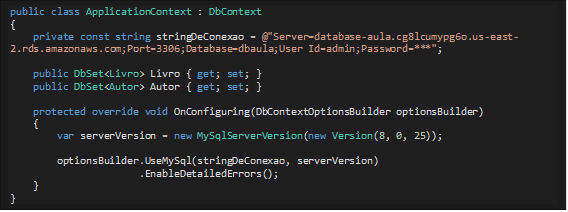 public class ApplicationContext : DbContext
{
    private const string stringDeConexao = @"Server=database-aula.cg8lcumypg6o.us-east-
2.rds.amazonaws.com;Port=3306;Database=dbaula;User Id=admin;Password=***";

    public DbSet<Livro> Livro { get; set; }
    public DbSet<Autor> Autor { get; set; }

    protected override void OnConfiguring(DbContextOptionsBuilder optionsBuilder)
    {
        var serverVersion = new MySqlServerVersion(new Version(8, 0, 25));

        optionsBuilder.UseMySql(stringDeConexao, serverVersion)
                      .EnableDetailedErrors();
    }
}